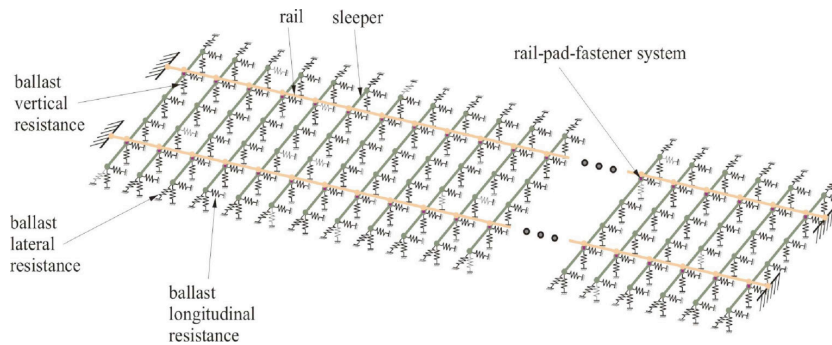 rail
sleeper
rail-pad-fastener system
ballast
vertical
resistance
ballast
lateral
resistance
ballast
longitudinal
resistance